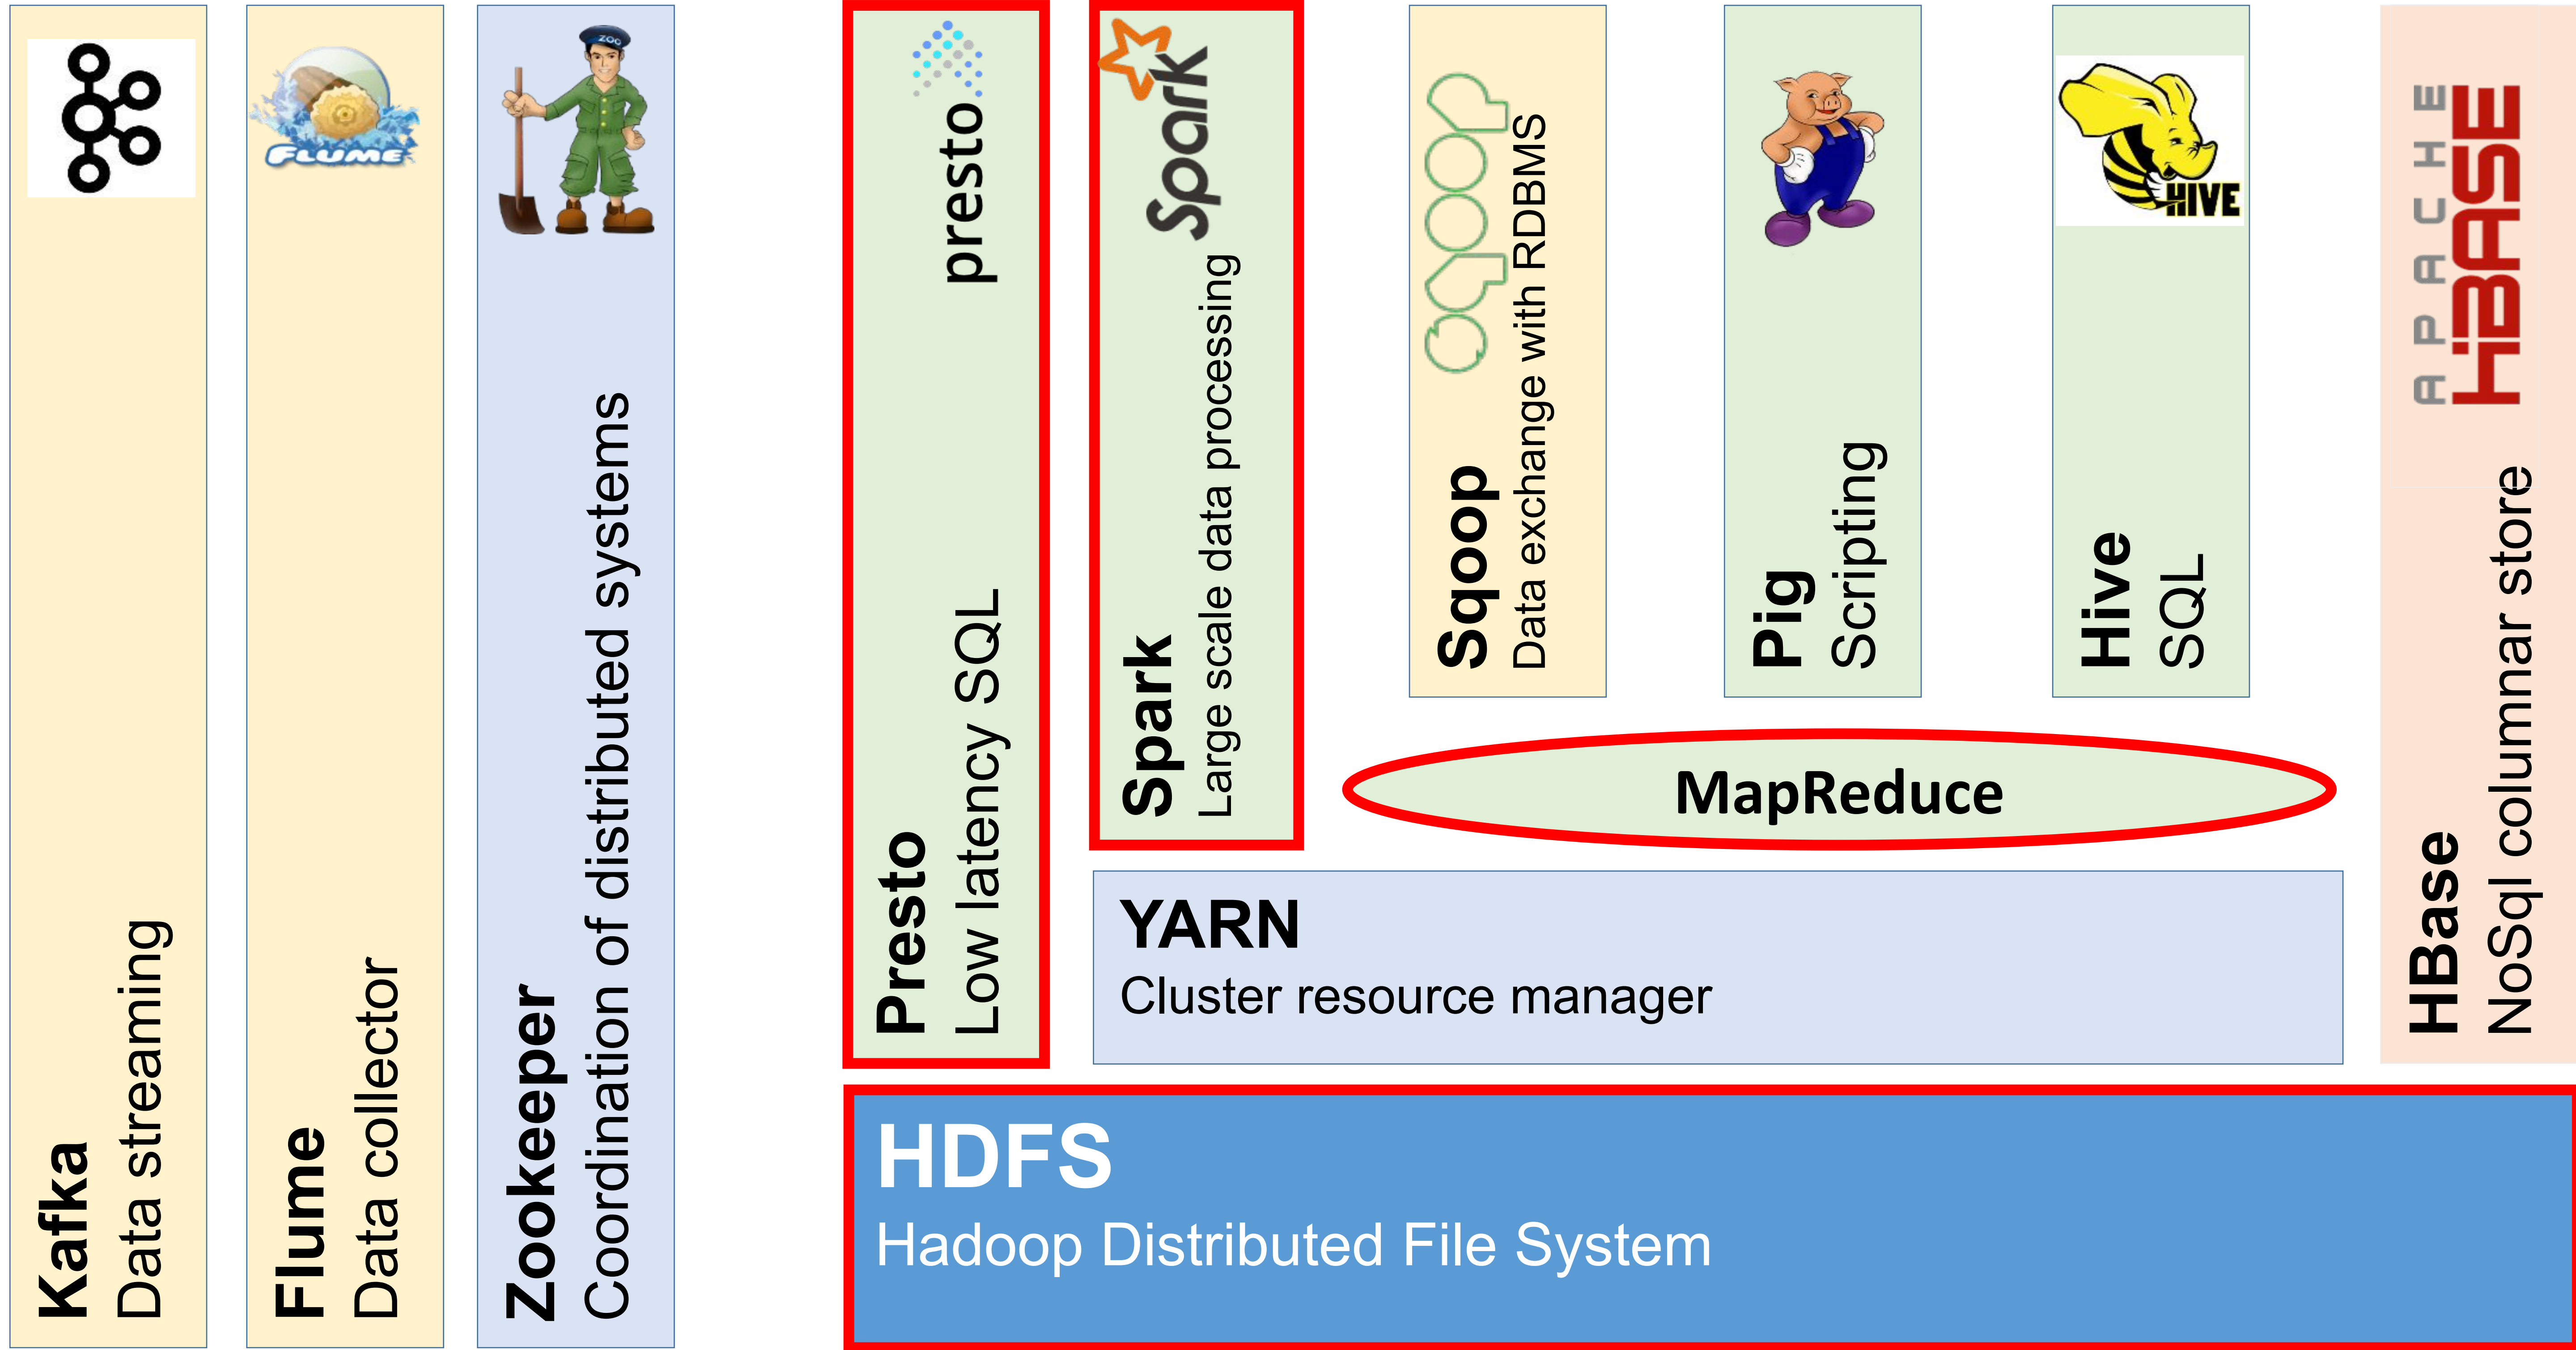 Kafka
Data streaming
FLUME
Flume
Data collector
ZOO
Zookeeper
Coordination of distributed systems
presto
Presto
Low latency SQL
Spark
Spark
Large scale data processing
sqoop
Sqoop
Data exchange with RDBMS
Pig
Scripting
HIVE
Hive
SQL
APACHE
HBASE
HBase
NoSql columnar store
MapReduce
YARN
Cluster resource manager
HDFS
Hadoop Distributed File System